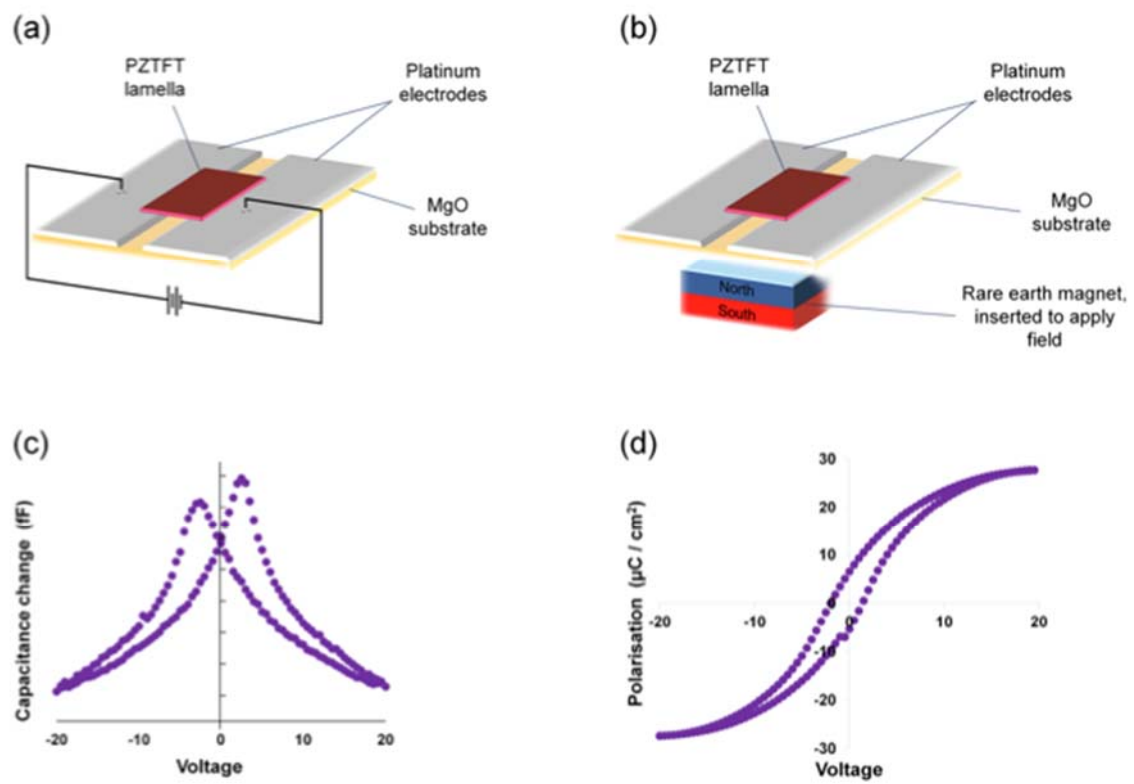 (a)
PZTFT
lamella
Platinum
electrodes
MgO
substrate
(b)
PZTFT
lamella
Platinum
electrodes
MgO
substrate
North
South
Rare earth magnet,
inserted to apply
field
(c)
Capacitance change (fF)
-20
-10
0
10
20
Voltage
(d)
Polarisation (µC / cm²)
30
20
10
0
-10
-20
-30
-20
-10
0
10
20
Voltage